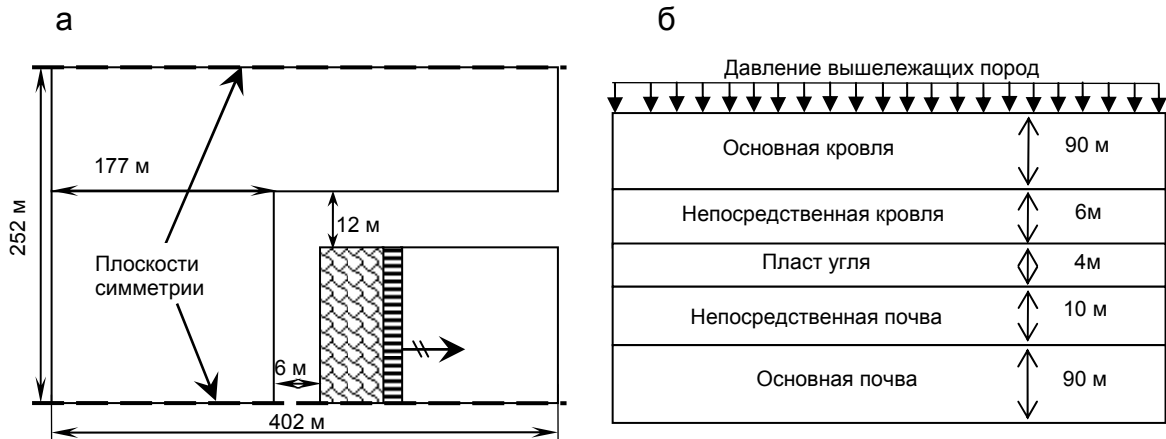 а
177 м
12 м
252 м
Плоскости
симметрии
6 м
402 м
б
Давление вышележащих пород
Основная кровля
90 м
Непосредственная кровля
6м
Пласт угля
4м
Непосредственная почва
10 м
Основная почва
90 м